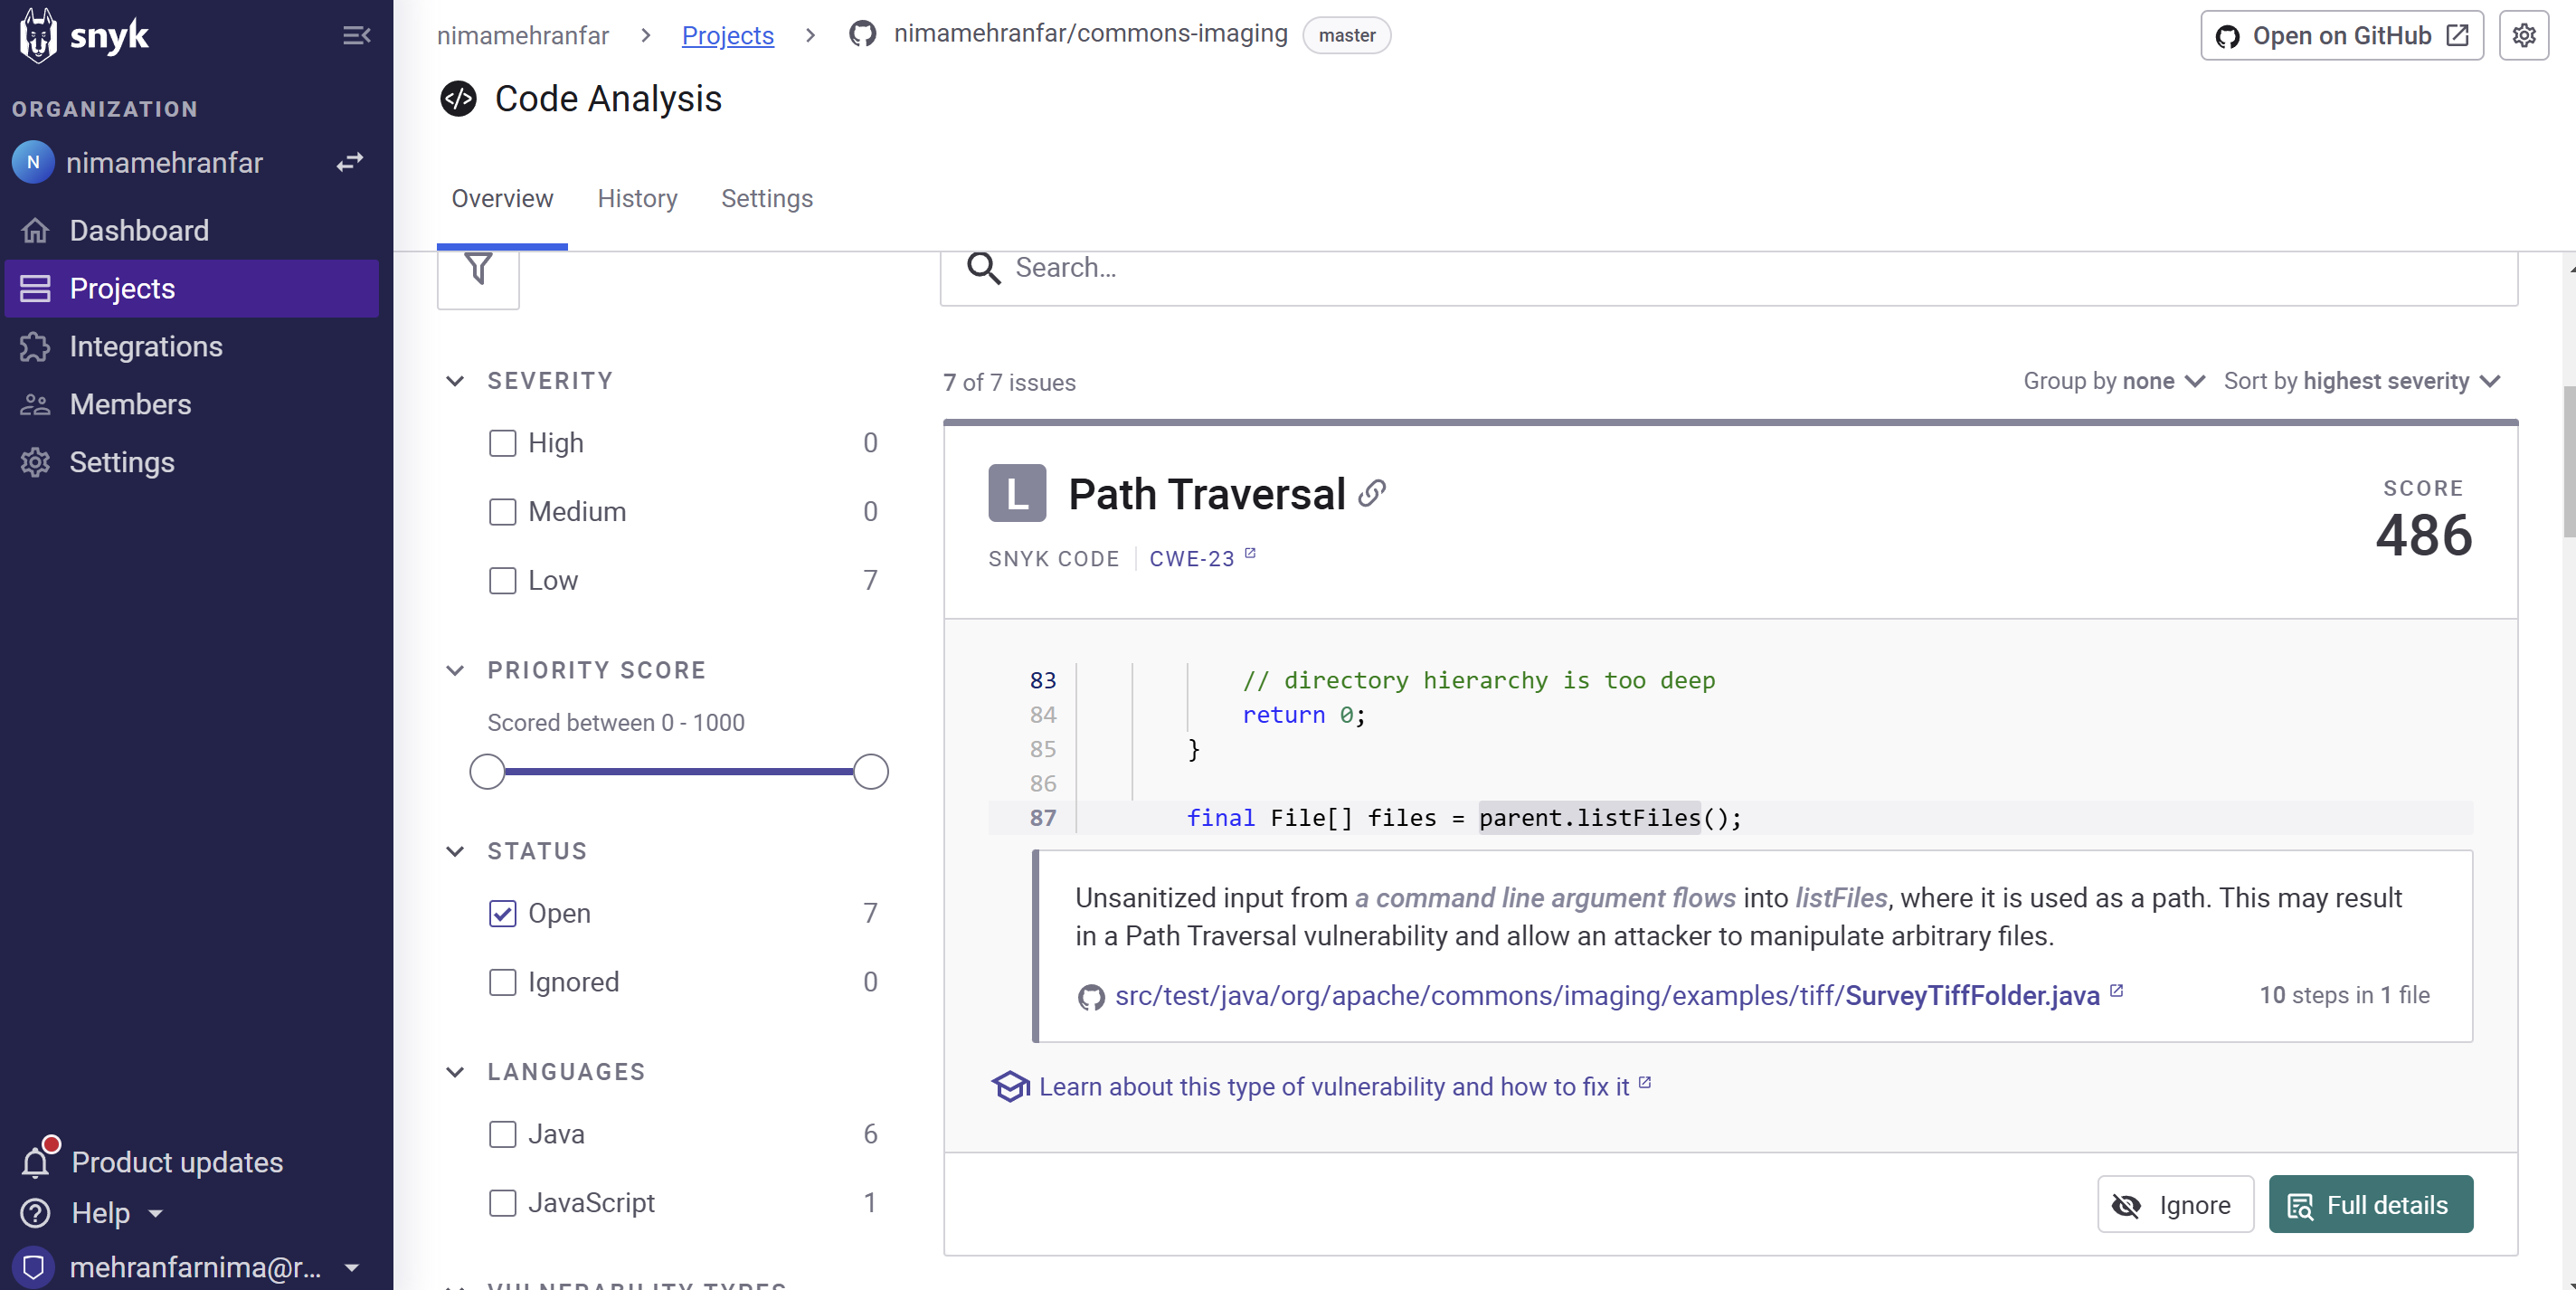 snyk
ORGANIZATION
N nimamehranfar
Dashboard
Projects
Integrations
Members
Settings
Product updates
Help
mehranfarnima@r...
nimamehranfar > Projects > nimamehranfar/commons-imaging master
Open on GitHub
</> Code Analysis
Overview History Settings
Search...
SEVERITY
High 0
Medium 0
Low 7
PRIORITY SCORE
Scored between 0 - 1000
STATUS
Open 7
Ignored 0
LANGUAGES
Java 6
JavaScript 1
VULNERABILITY TYPES
7 of 7 issues
Group by none Sort by highest severity
L Path Traversal
SCORE
486
SNYK CODE | CWE-23
83 // directory hierarchy is too deep
84 return 0;
85 }
86
87 final File[] files = parent.listFiles();
Unsanitized input from a command line argument flows into listFiles, where it is used as a path. This may result
in a Path Traversal vulnerability and allow an attacker to manipulate arbitrary files.
src/test/java/org/apache/commons/imaging/examples/tiff/SurveyTiffFolder.java
10 steps in 1 file
Learn about this type of vulnerability and how to fix it
Ignore
Full details